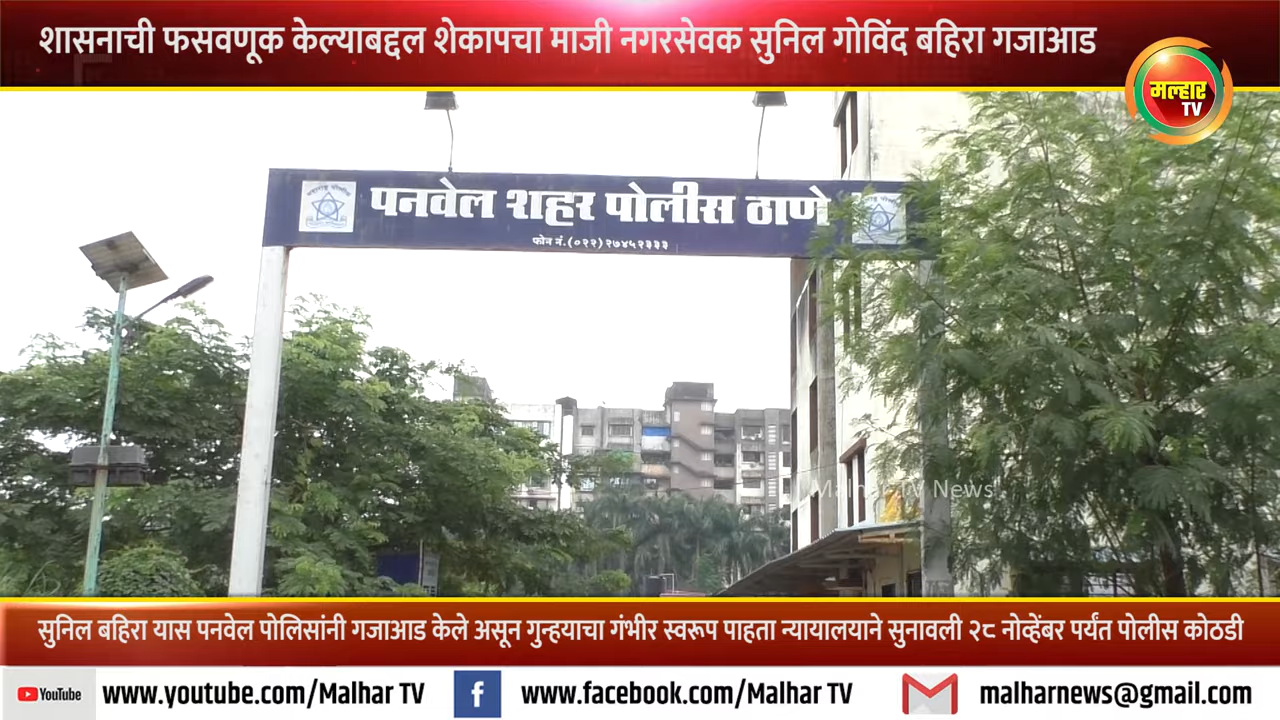 शासनाची फसवणूक केल्याबद्दल शेकापचा माजी नगरसेवक सुनिल गोविंद बहिरा गजाआड
मल्हार
TV
पनवेल शहर पोलीस ठाणे
फोन नं.(०२२)२७४५२३३३
Malhar TV News
सुनिल बहिरा यास पनवेल पोलिसांनी गजाआड केले असून गुन्हयाचा गंभीर स्वरूप पाहता न्यायालयाने सुनावली २८ नोव्हेंबर पर्यंत पोलीस कोठडी
YouTube www.youtube.com/Malhar TV f www.facebook.com/Malhar TV malharnews@gmail.com